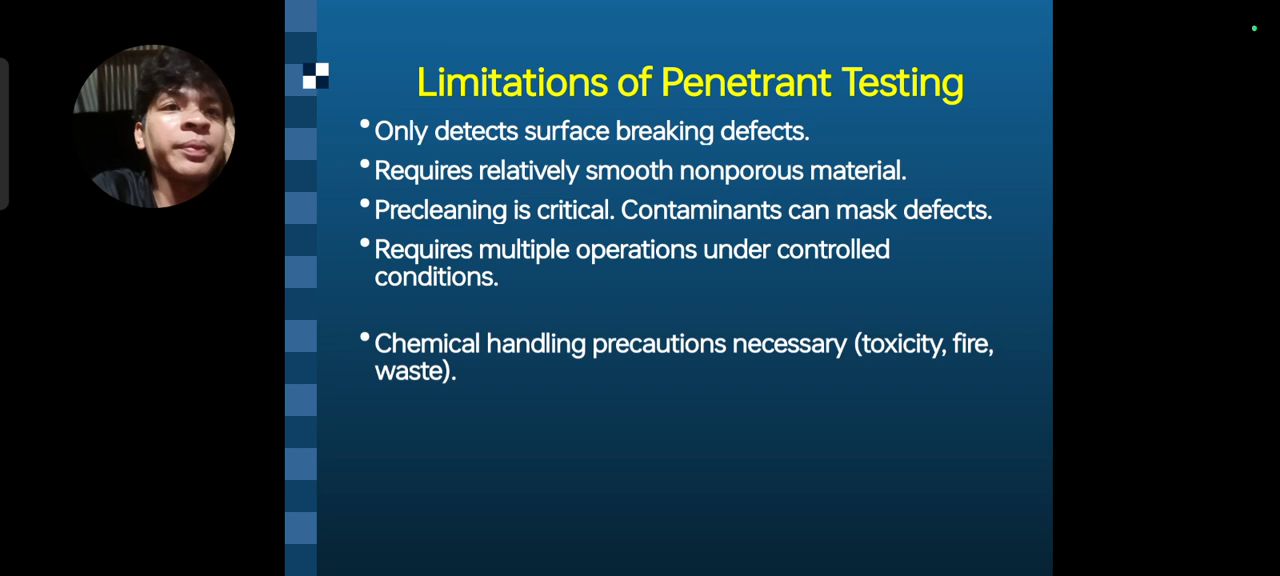 Limitations of Penetrant Testing
• Only detects surface breaking defects.
• Requires relatively smooth nonporous material.
• Precleaning is critical. Contaminants can mask defects.
• Requires multiple operations under controlled
conditions.
• Chemical handling precautions necessary (toxicity, fire,
waste).